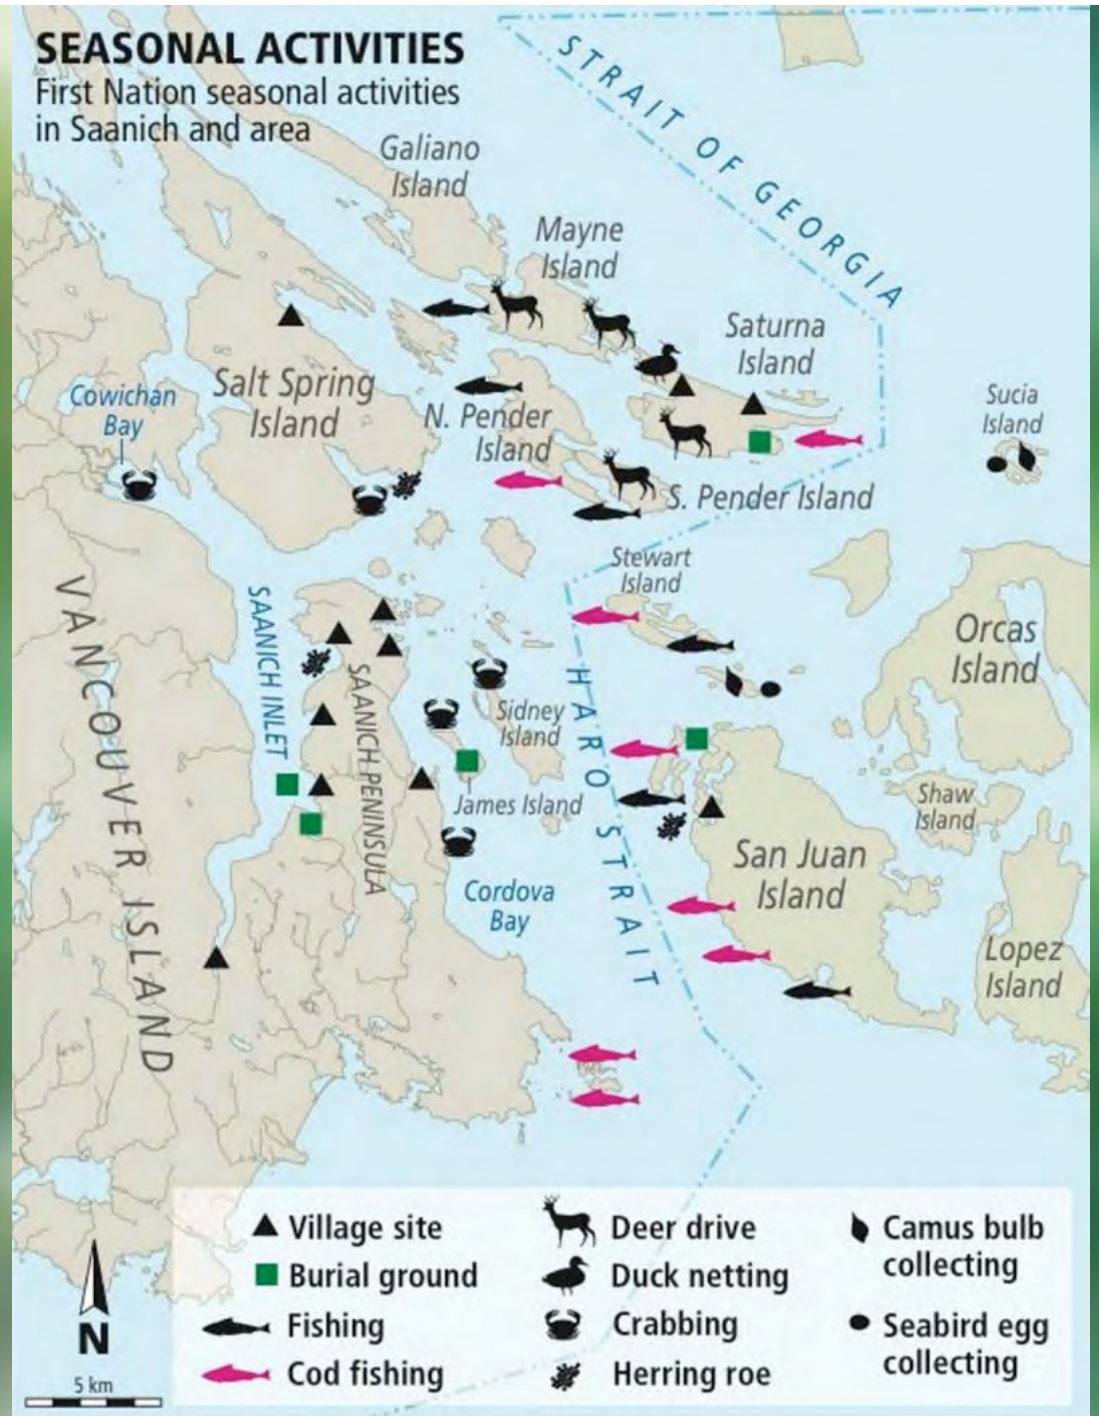 SEASONAL ACTIVITIES
First Nation seasonal activities
in Saanich and area
STRAIT OF GEORGIA
Galiano
Island
Mayne
Island
Saturna
Island
Sucia
Island
Cowichan
Bay
Salt Spring
Island
N. Pender
Island
S. Pender Island
Stewart
Island
VANCOUVER ISLAND
SAANICH INLET
SAANICH PENINSULA
HARO STRAIT
Orcas
Island
Sidney
Island
James Island
Shaw
Island
San Juan
Island
Cordova
Bay
Lopez
Island
Village site
Burial ground
Fishing
Cod fishing
Deer drive
Duck netting
Crabbing
Herring roe
Camus bulb
collecting
Seabird egg
collecting
N
5 km